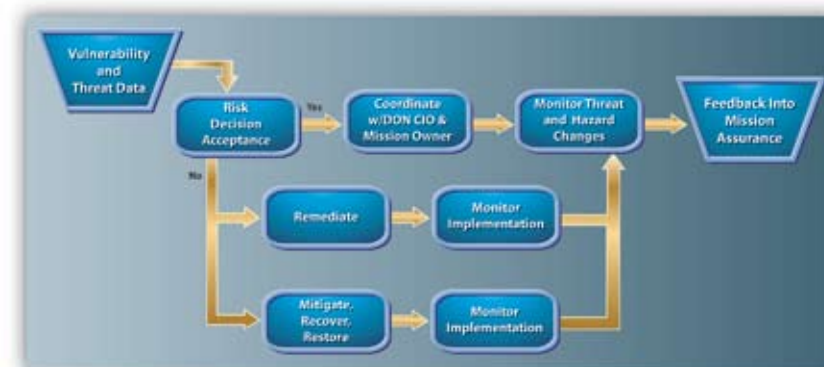 Vulnerability
and
Threat Data
Risk
Decision
Acceptance
Yes
Coordinate
w/DON CIO &
Mission Owner
Monitor Threat
and Hazard
Changes
Feedback Into
Mission
Assurance
No
Remediate
Monitor
Implementation
Mitigate,
Recover,
Restore
Monitor
Implementation